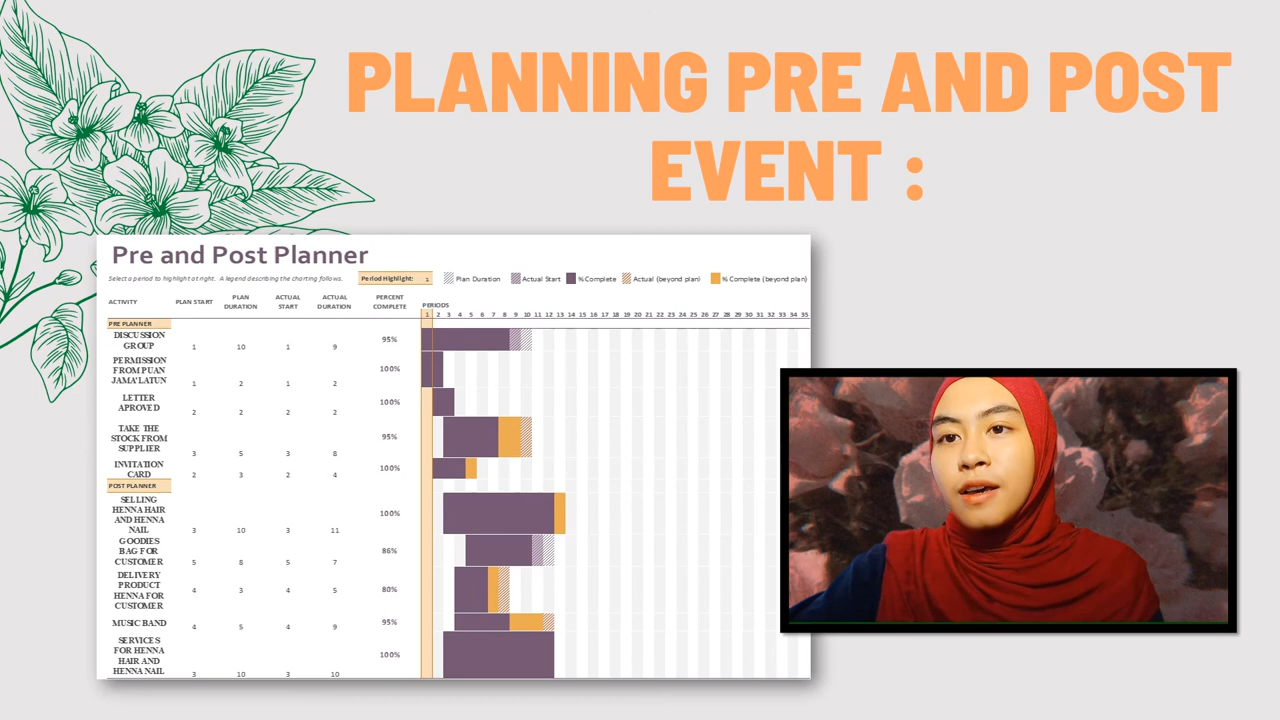 PLANNING PRE AND POST
EVENT :
Pre and Post Planner
Select a period to highlight at right. A legend describing the charting follows.
Period Highlight: 1
Plan Duration
Actual Start
% Complete
Actual (beyond plan)
% Complete (beyond plan)
ACTIVITY PLAN START PLAN DURATION ACTUAL START ACTUAL DURATION PERCENT COMPLETE PERIODS
1 2 3 4 5 6 7 8 9 10 11 12 13 14 15 16 17 18 19 20 21 22 23 24 25 26 27 28 29 30 31 32 33 34 35
PRE PLANNER
DISCUSSION
GROUP 1 10 1 9 95%
PERMISSION
FROM PUAN
JAMA'LATUN 1 2 1 2 100%
LETTER
APROVED 2 2 2 2 100%
TAKE THE
STOCK FROM
SUPPLIER 3 5 3 8 95%
INVITATION
CARD 2 3 2 4 100%
POST PLANNER
SELLING
HENNA HAIR
AND HENNA
NAIL 3 10 3 11 100%
GOODIES
BAG FOR
CUSTOMER 5 8 5 7 86%
DELIVERY
PRODUCT
HENNA FOR
CUSTOMER 4 3 4 5 80%
MUSIC BAND 4 5 4 9 95%
SERVICES
FOR HENNA
HAIR AND
HENNA NAIL 3 10 3 10 100%